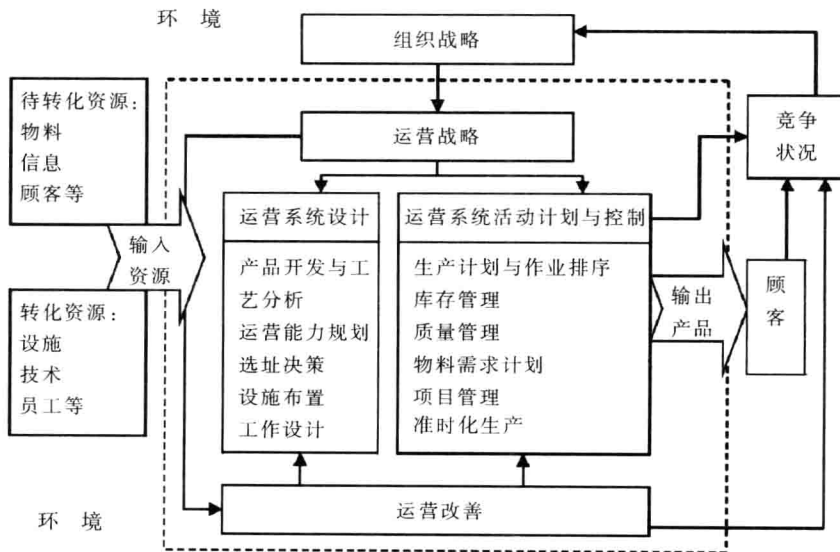 环 境
组织战略
待转化资源：
物料
信息
顾客等
运营战略
竞争
状况
输入
资源
运营系统设计
产品开发与工
艺分析
运营能力规划
选址决策
设施布置
工作设计
运营系统活动计划与控制
生产计划与作业排序
库存管理
质量管理
物料需求计划
项目管理
准时化生产
输出
产品
顾
客
转化资源：
设施
技术
员工等
运营改善
环 境